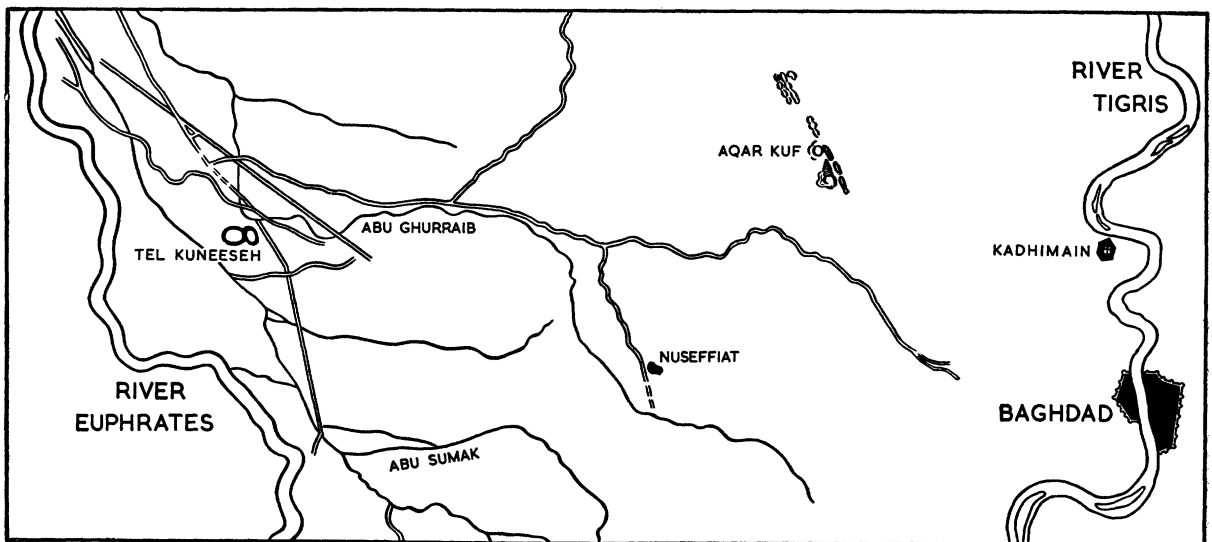 RIVER
TIGRIS
AQAR KUF
ABU GHURRAIB
KADHIMAIN
TEL KUNEESEH
NUSEFFIAT
RIVER
EUPHRATES
BAGHDAD
ABU SUMAK